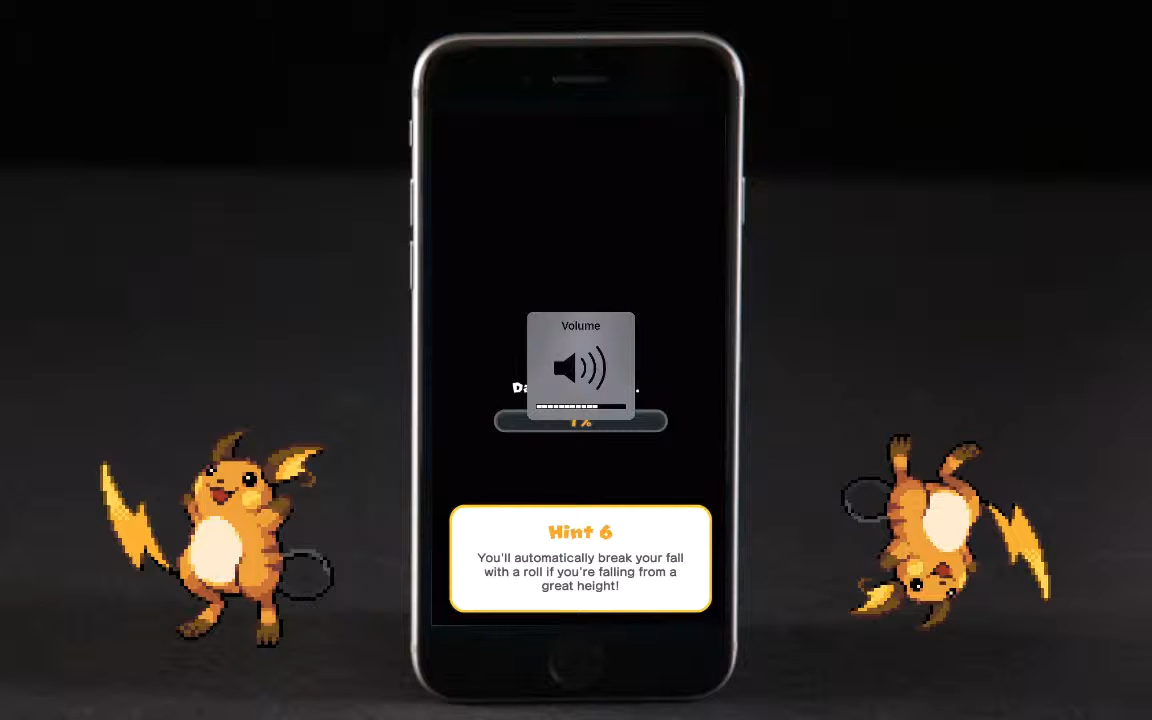 Volume
Hint 6
You'll automatically break your fall
with a roll if you're falling from a
great height!